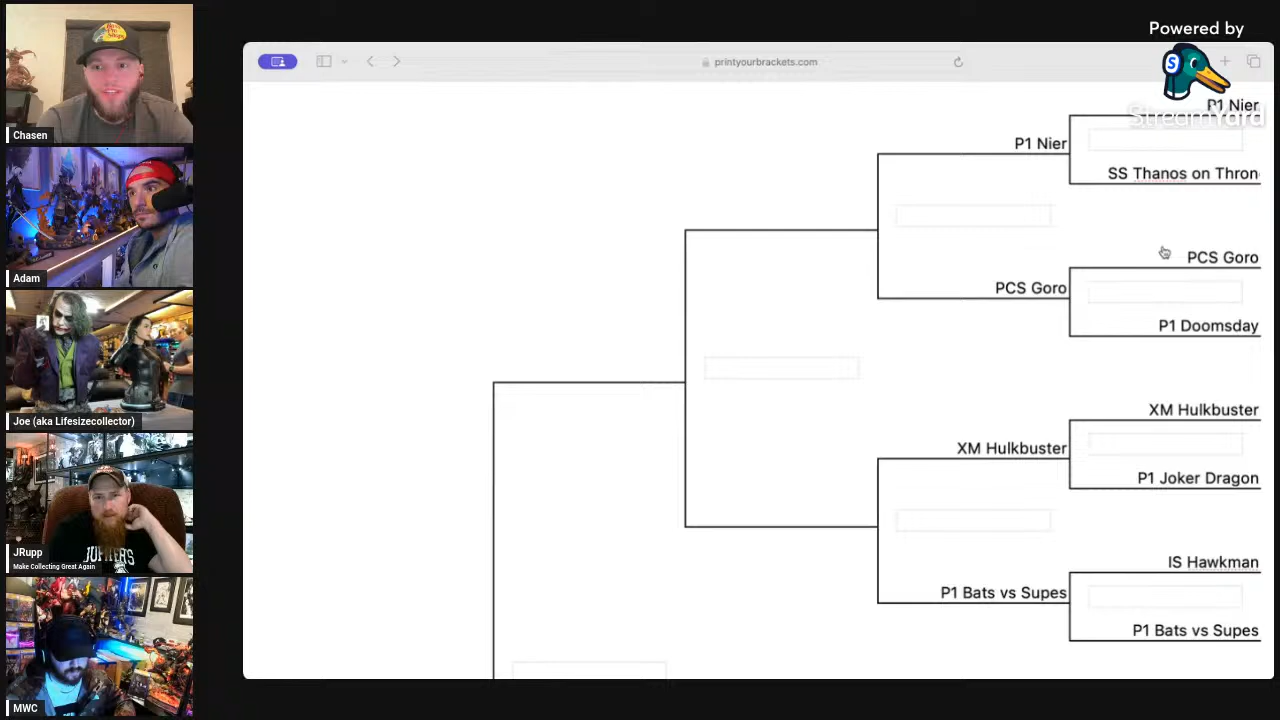 Powered by
StreamYard
S
printyourbrackets.com
Chasen
Adam
Joe (aka Lifesizecollector)
JRupp
Make Collecting Great Again
MWC
P1 Nier
P1 Nier
SS Thanos on Thron
PCS Goro
PCS Goro
P1 Doomsday
XM Hulkbuster
XM Hulkbuster
P1 Joker Dragon
IS Hawkman
P1 Bats vs Supes
P1 Bats vs Supes